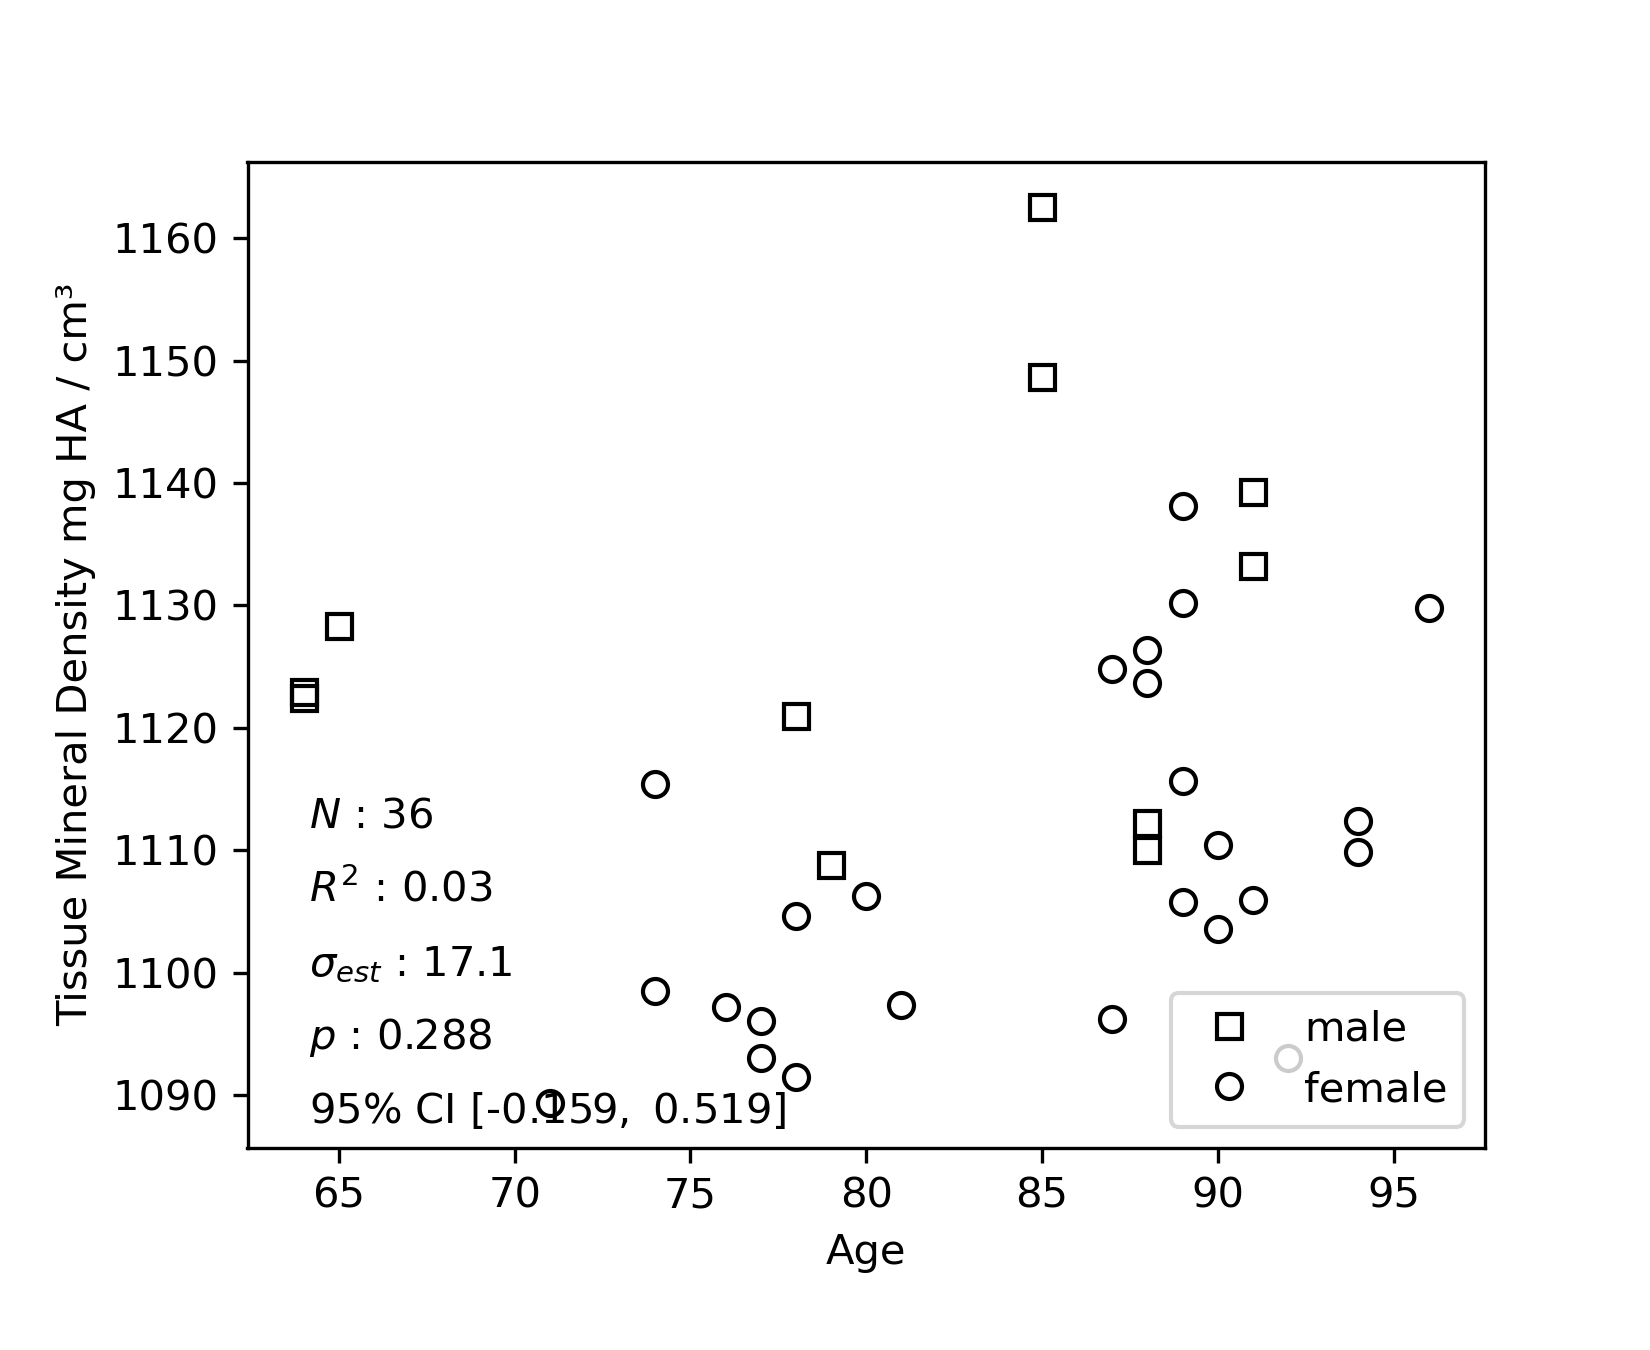 1160
1150
1140
1130
1120
1110
1100
1090
Tissue Mineral Density mg HA / cm³
N : 36
R² : 0.03
σest : 17.1
p : 0.288
95% CI [-0.159, 0.519]
male
female
65 70 75 80 85 90 95
Age